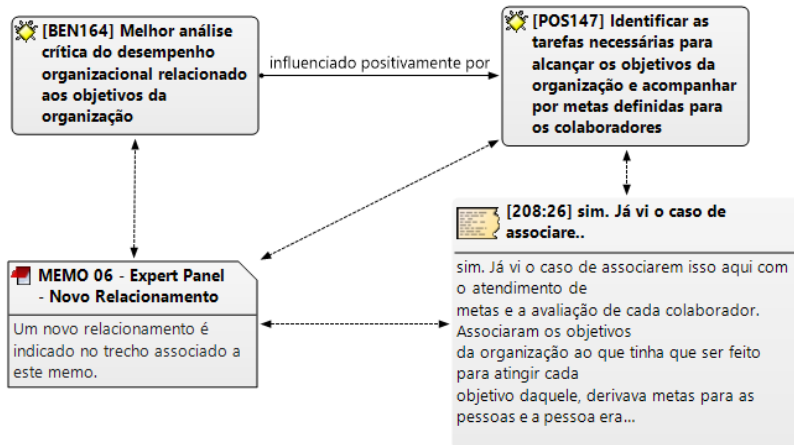 [BEN164] Melhor análise
crítica do desempenho
organizacional relacionado
aos objetivos da
organização
influenciado positivamente por
[POS147] Identificar as
tarefas necessárias para
alcançar os objetivos da
organização e acompanhar
por metas definidas para
os colaboradores
MEMO 06 - Expert Panel
- Novo Relacionamento
Um novo relacionamento é
indicado no trecho associado a
este memo.
[208:26] sim. Já vi o caso de
associare..
sim. Já vi o caso de associarem isso aqui com
o atendimento de
metas e a avaliação de cada colaborador.
Associaram os objetivos
da organização ao que tinha que ser feito
para atingir cada
objetivo daquele, derivava metas para as
pessoas e a pessoa era...